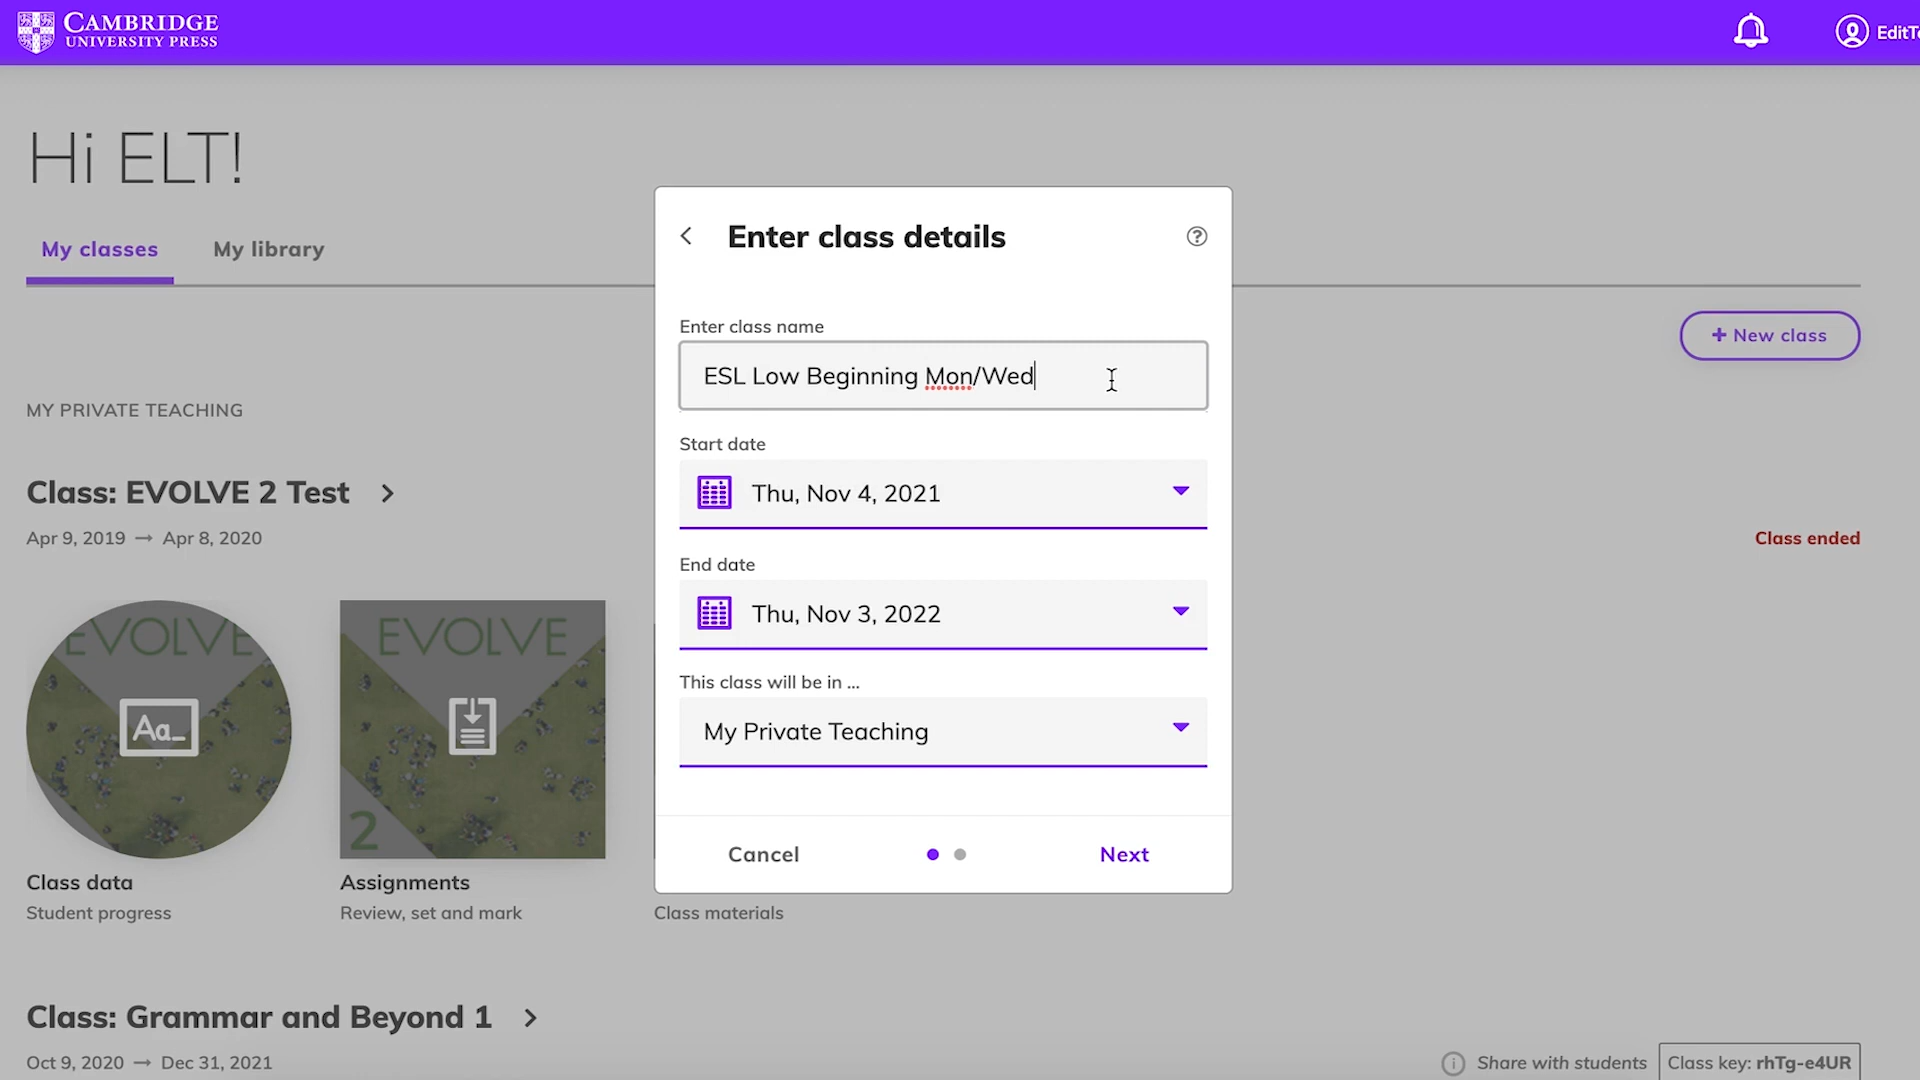 CAMBRIDGE
UNIVERSITY PRESS
Hi ELT!
My classes
My library
+ New class
MY PRIVATE TEACHING
Class: EVOLVE 2 Test
Apr 9, 2019 → Apr 8, 2020
Class ended
EVOLVE
Aa_
EVOLVE
2
Class data
Student progress
Assignments
Review, set and mark
Class materials
Class: Grammar and Beyond 1
Oct 9, 2020 → Dec 31, 2021
Share with students
Class key: rhTg-e4UR
Enter class details
Enter class name
ESL Low Beginning Mon/Wed
Start date
Thu, Nov 4, 2021
End date
Thu, Nov 3, 2022
This class will be in ...
My Private Teaching
Cancel
Next